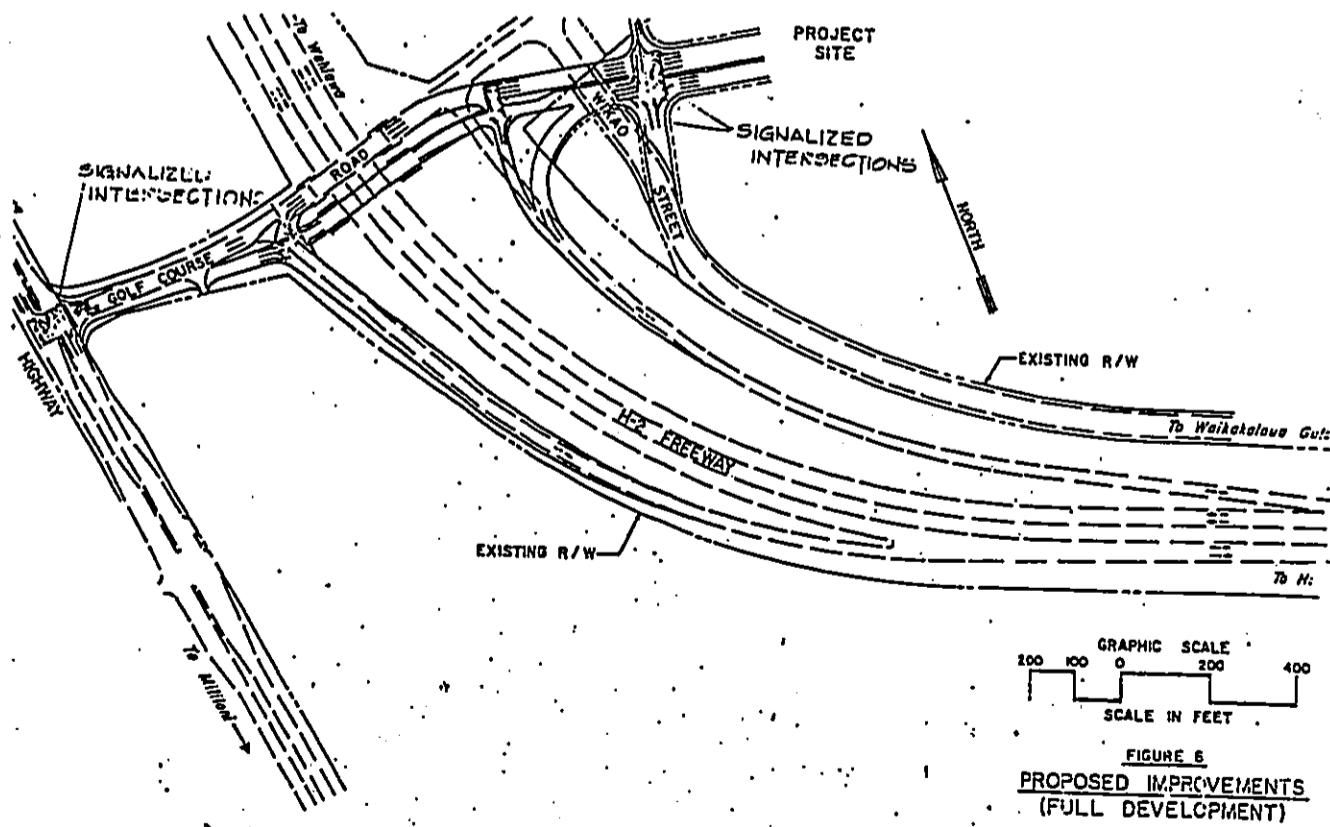 To Wahiawa
PROJECT
SITE
WIKAO
STREET
SIGNALIZED
INTERSECTIONS
ROAD
SIGNALIZED
INTERSECTIONS
NORTH
GOLF COURSE
HIGHWAY
EXISTING R/W
To Waikakalaua Gulc
H-2 FREEWAY
EXISTING R/W
To H
To Mililani
GRAPHIC SCALE
200 100 0 200 400
SCALE IN FEET
FIGURE 6
PROPOSED IMPROVEMENTS
(FULL DEVELOPMENT)